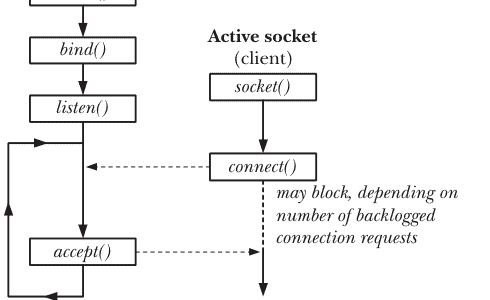 bind()
listen()
accept()
Active socket
(client)
socket()
connect()
may block, depending on
number of backlogged
connection requests